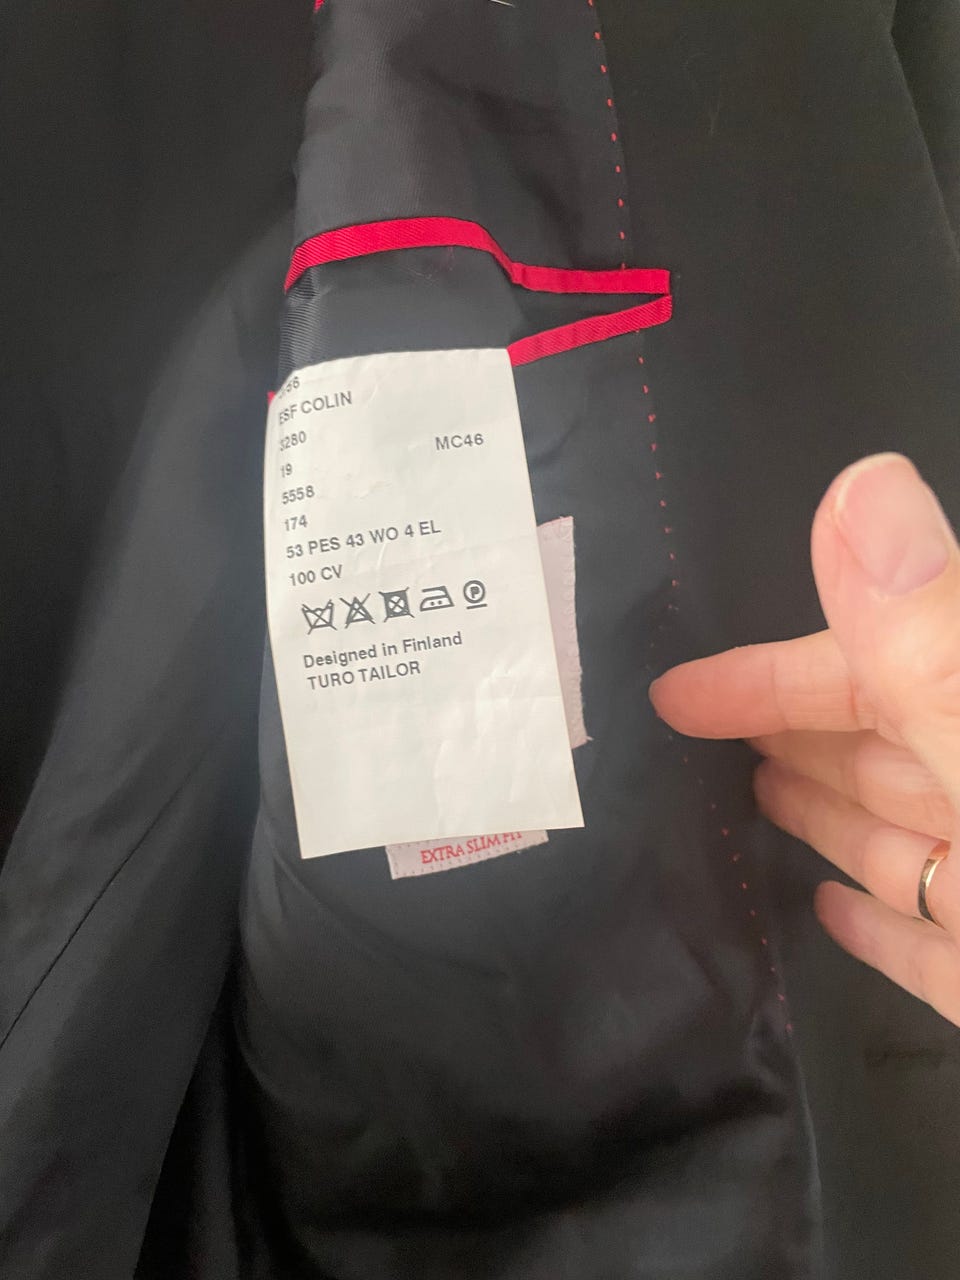 ESF COLIN
3280
19 MC46
5558
174
53 PES 43 WO 4 EL
100 CV
P
Designed in Finland
TURO TAILOR
EXTRA SLIM FIT